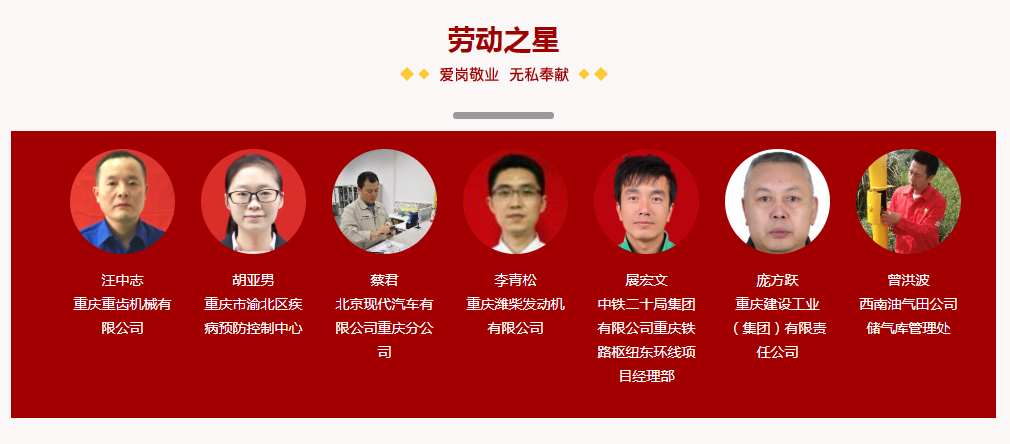 劳动之星
爱岗敬业 无私奉献
汪中志
重庆重齿机械有
限公司
胡亚男
重庆市渝北区疾
病预防控制中心
蔡君
北京现代汽车有
限公司重庆分公
司
李青松
重庆潍柴发动机
有限公司
展宏文
中铁二十局集团
有限公司重庆铁
路枢纽东环线项
目经理部
庞方跃
重庆建设工业
（集团）有限责
任公司
曾洪波
西南油气田公司
储气库管理处